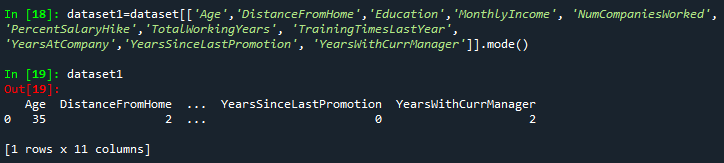 In [18]: dataset1=dataset[['Age','DistanceFromHome','Education','MonthlyIncome', 'NumCompaniesWorked',
'PercentSalaryHike','TotalWorkingYears', 'TrainingTimesLastYear',
'YearsAtCompany','YearsSinceLastPromotion', 'YearsWithCurrManager']].mode()
In [19]: dataset1
Out[19]:
Age DistanceFromHome ... YearsSinceLastPromotion YearsWithCurrManager
0 35 2 ... 0 2
[1 rows x 11 columns]